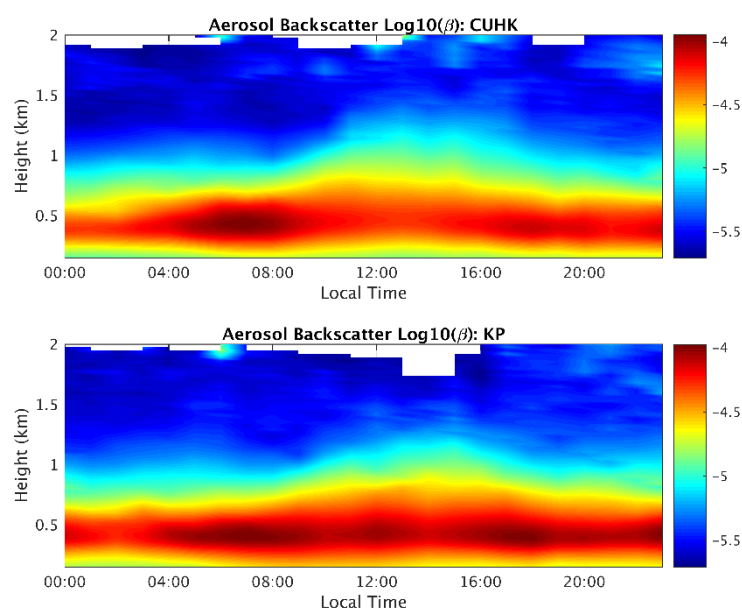 Aerosol Backscatter Log10(β): CUHK
2
1.5
1
0.5
Height (km)
00:00 04:00 08:00 12:00 16:00 20:00
Local Time
−4
−4.5
−5
−5.5
Aerosol Backscatter Log10(β): KP
2
1.5
1
0.5
Height (km)
00:00 04:00 08:00 12:00 16:00 20:00
Local Time
−4
−4.5
−5
−5.5